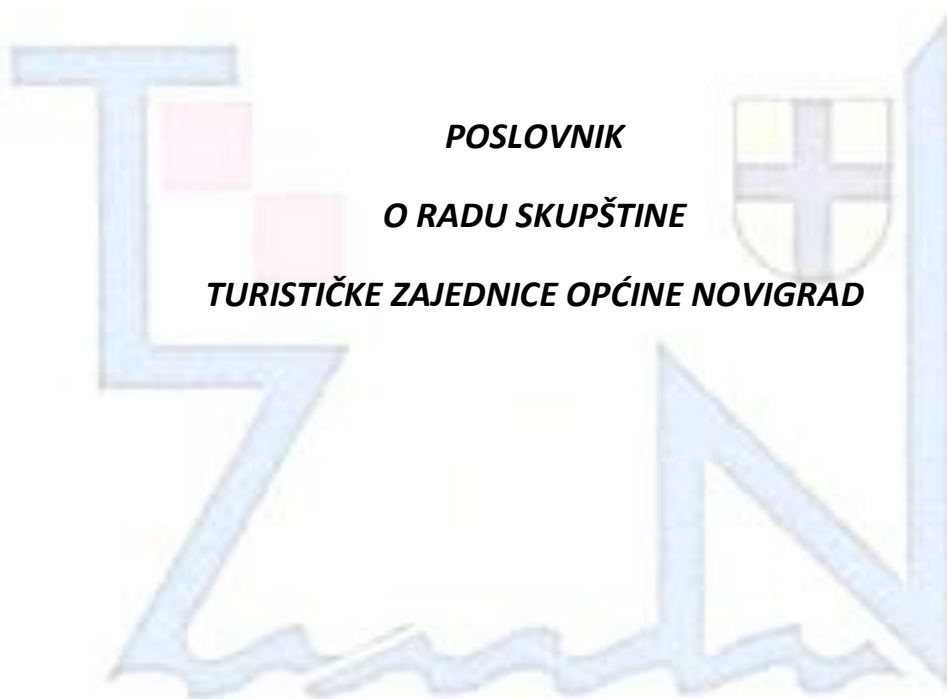 POSLOVNIK
O RADU SKUPŠTINE
TURISTIČKE ZAJEDNICE OPĆINE NOVIGRAD